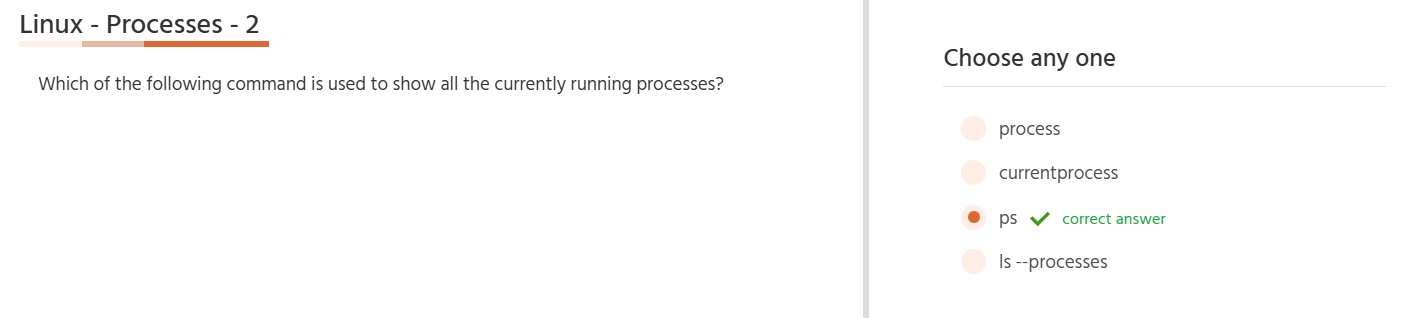 Linux - Processes - 2
Which of the following command is used to show all the currently running processes?
Choose any one
process
currentprocess
ps correct answer
ls --processes